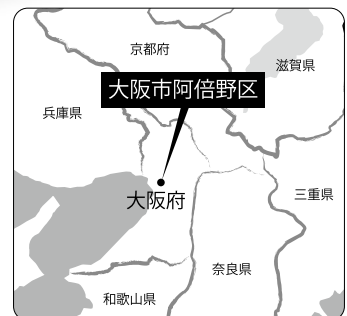 京都府
滋賀県
大阪市阿倍野区
兵庫県
三重県
大阪府
奈良県
和歌山県